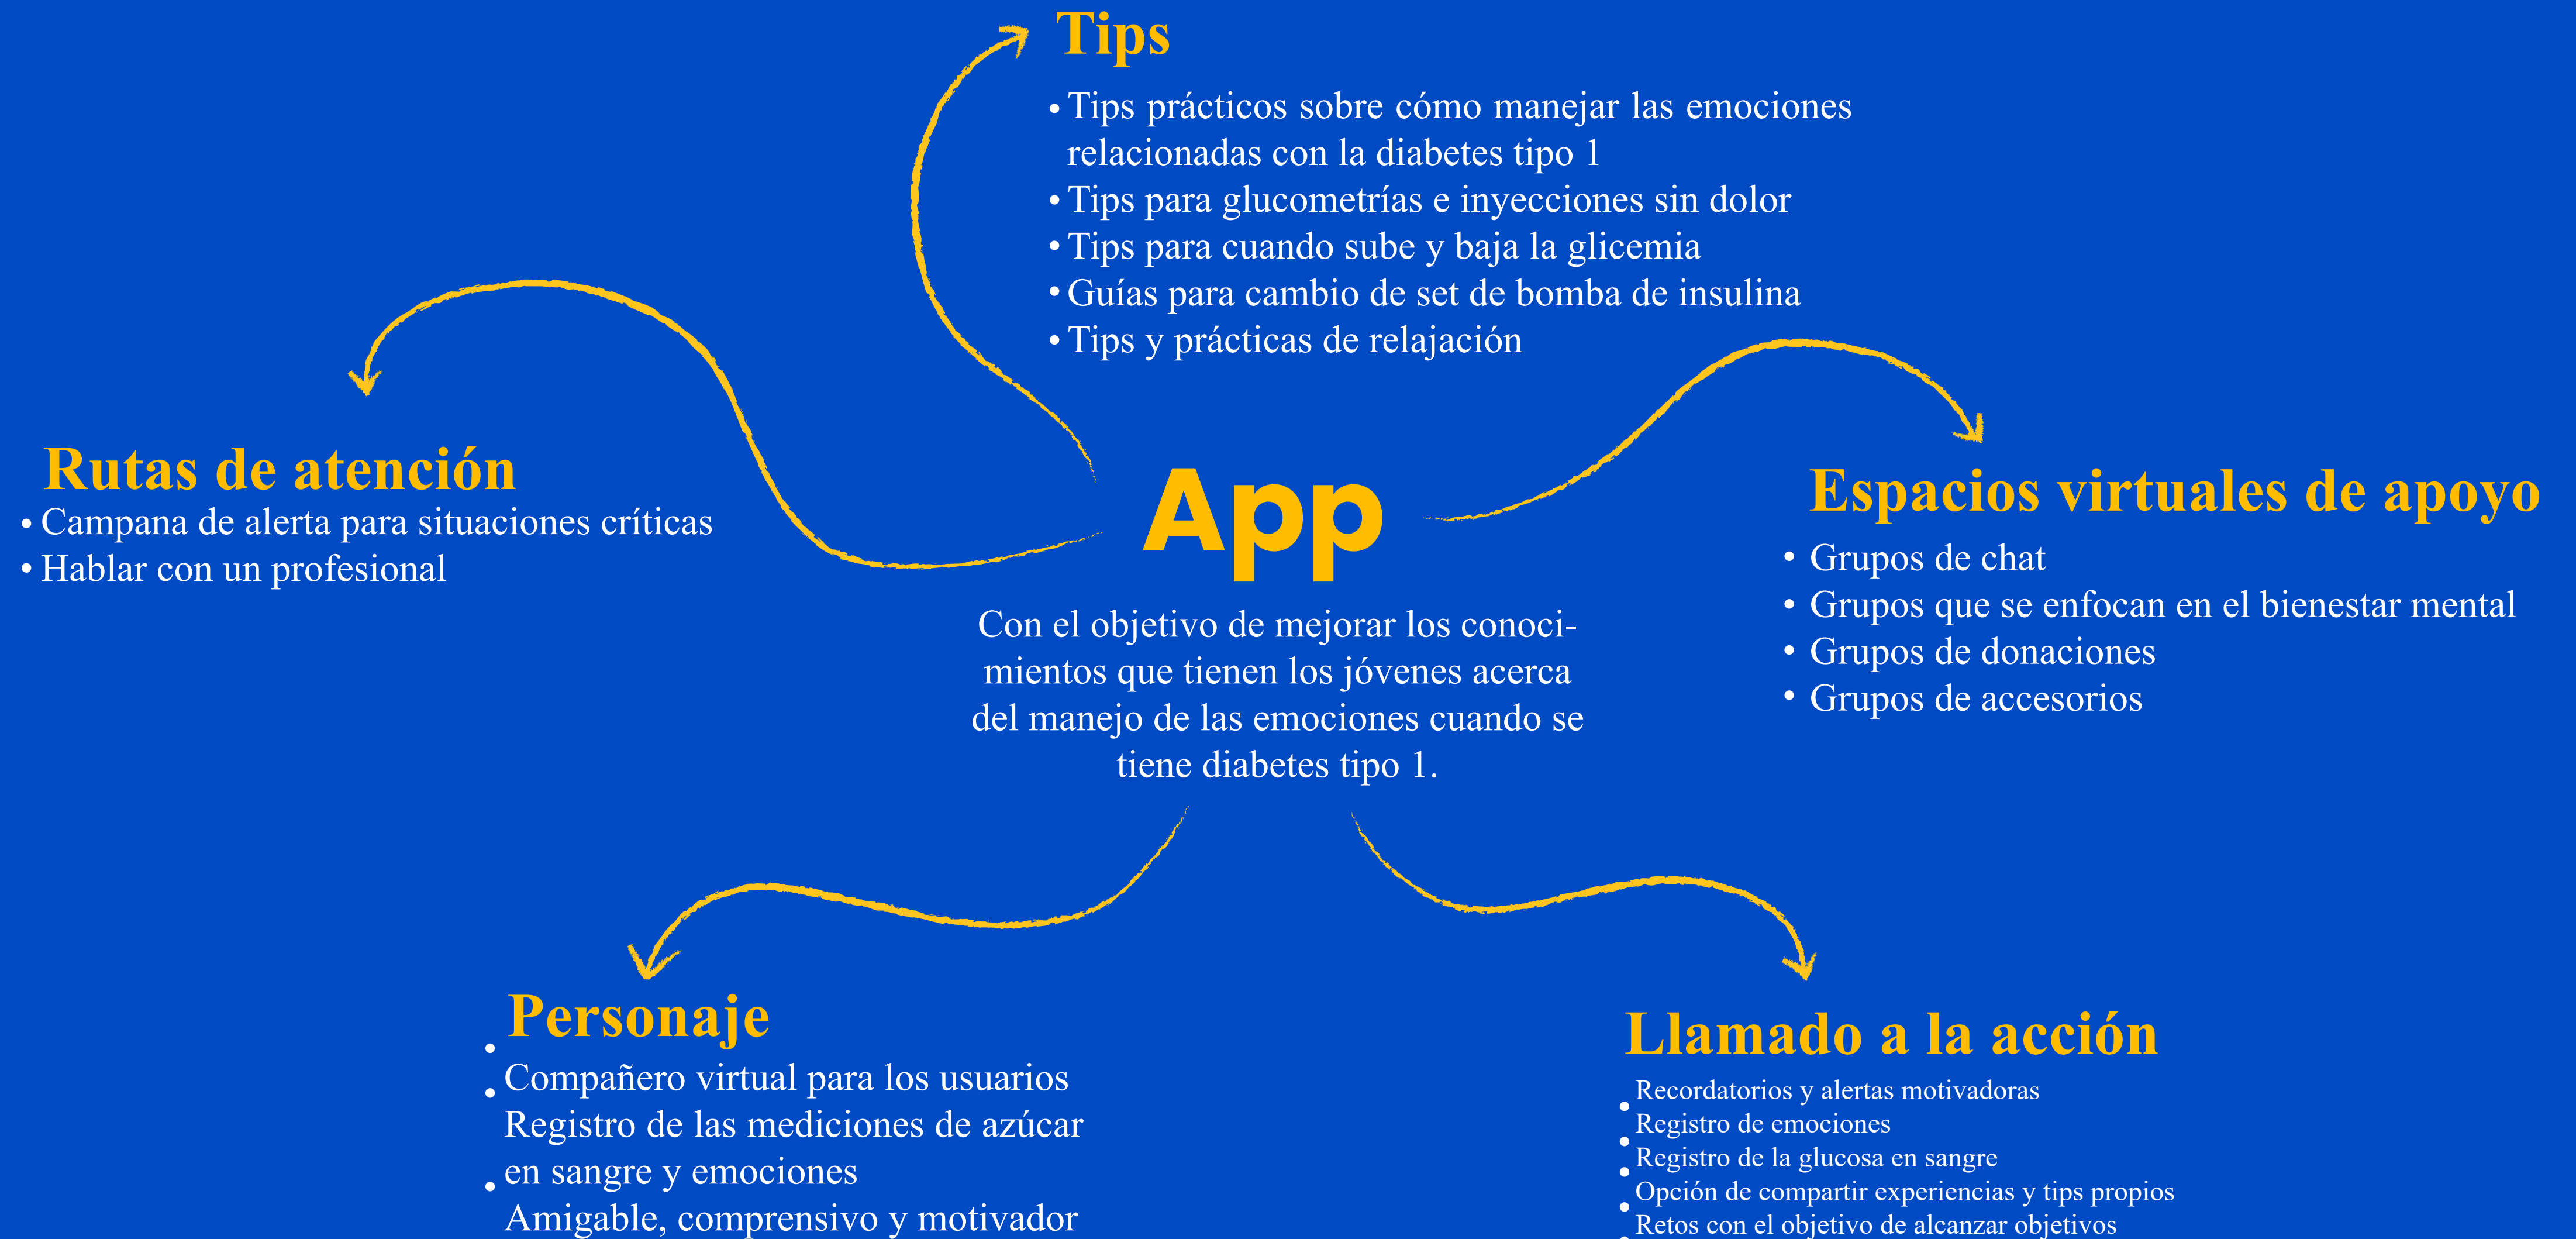 Tips
• Tips prácticos sobre cómo manejar las emociones
relacionadas con la diabetes tipo 1
• Tips para glucometrías e inyecciones sin dolor
• Tips para cuando sube y baja la glicemia
• Guías para cambio de set de bomba de insulina
• Tips y prácticas de relajación
Rutas de atención
• Campana de alerta para situaciones críticas
• Hablar con un profesional
App
Con el objetivo de mejorar los conoci-
mientos que tienen los jóvenes acerca
del manejo de las emociones cuando se
tiene diabetes tipo 1.
Espacios virtuales de apoyo
• Grupos de chat
• Grupos que se enfocan en el bienestar mental
• Grupos de donaciones
• Grupos de accesorios
Personaje
• Compañero virtual para los usuarios
• Registro de las mediciones de azúcar
en sangre y emociones
• Amigable, comprensivo y motivador
Llamado a la acción
• Recordatorios y alertas motivadoras
• Registro de emociones
• Registro de la glucosa en sangre
• Opción de compartir experiencias y tips propios
• Retos con el objetivo de alcanzar objetivos